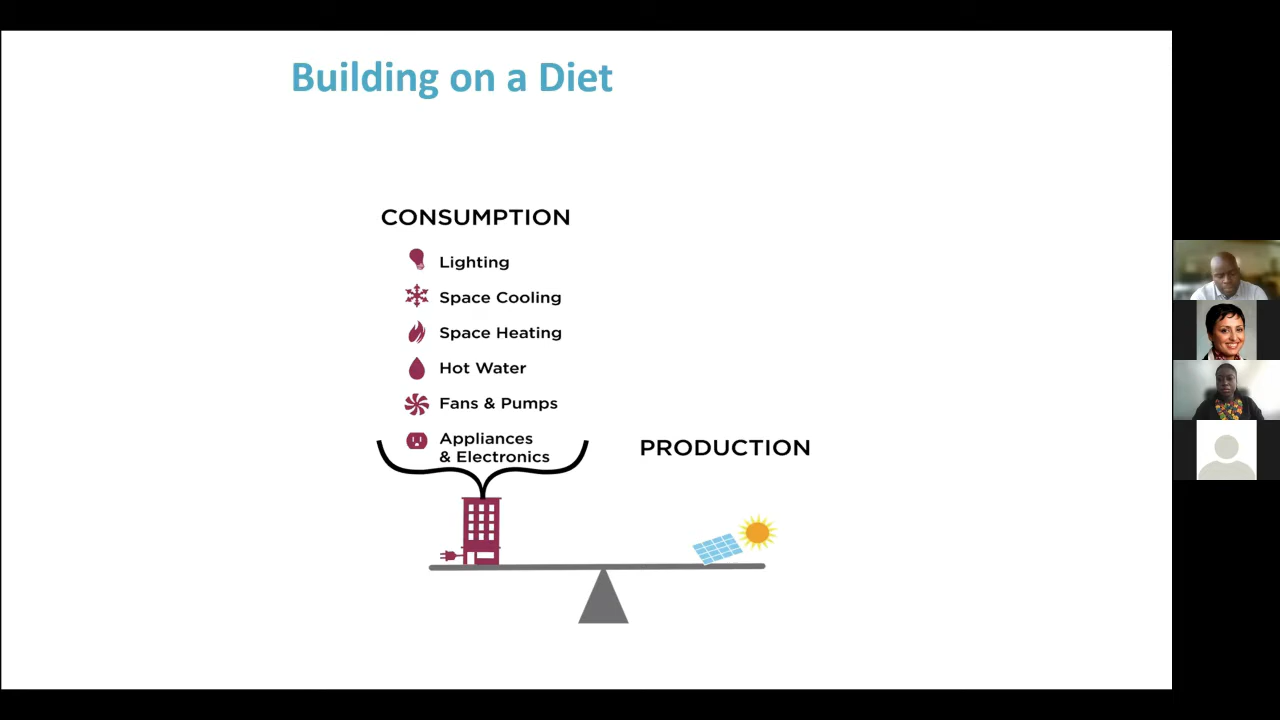 Building on a Diet
CONSUMPTION
Lighting
Space Cooling
Space Heating
Hot Water
Fans & Pumps
Appliances
& Electronics
PRODUCTION